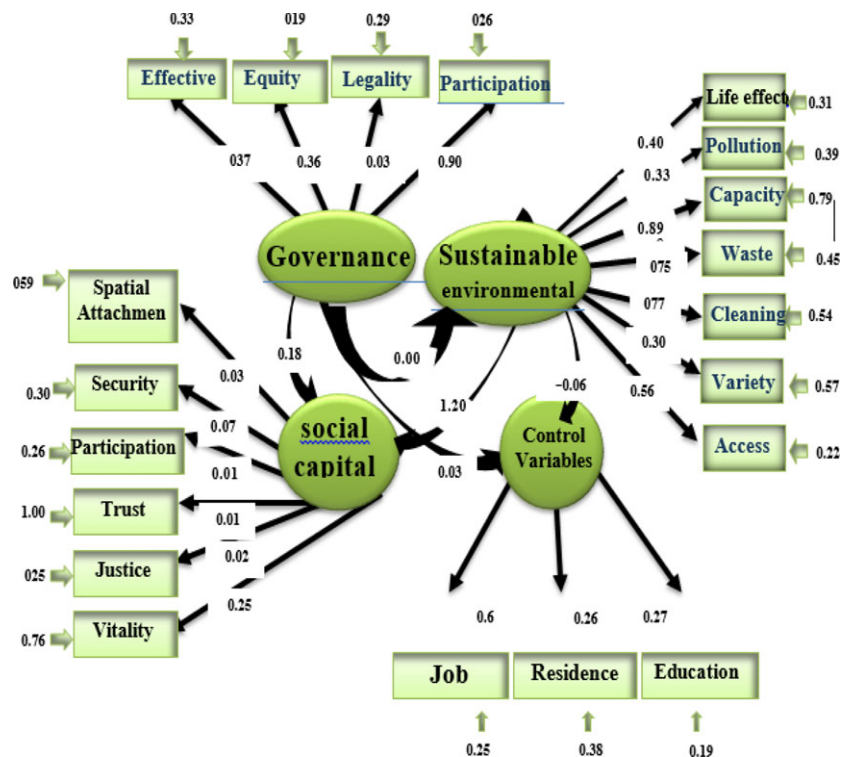 0.33
019
0.29
026
Effective
Equity
Legality
Participation
037
0.36
0.03
0.90
Governance
Sustainable
environmental
0.40
0.33
0.89
075
077
0.30
0.56
Life effect
0.31
Pollution
0.39
Capacity
0.79
Waste
0.45
Cleaning
0.54
Variety
0.57
Access
0.22
059
Spatial
Attachmen
0.30
Security
0.26
Participation
1.00
Trust
025
Justice
0.76
Vitality
0.03
0.07
0.01
0.01
0.02
0.25
0.18
0.00
1.20
-0.06
0.03
social
capital
Control
Variables
0.6
0.26
0.27
Job
Residence
Education
0.25
0.38
0.19